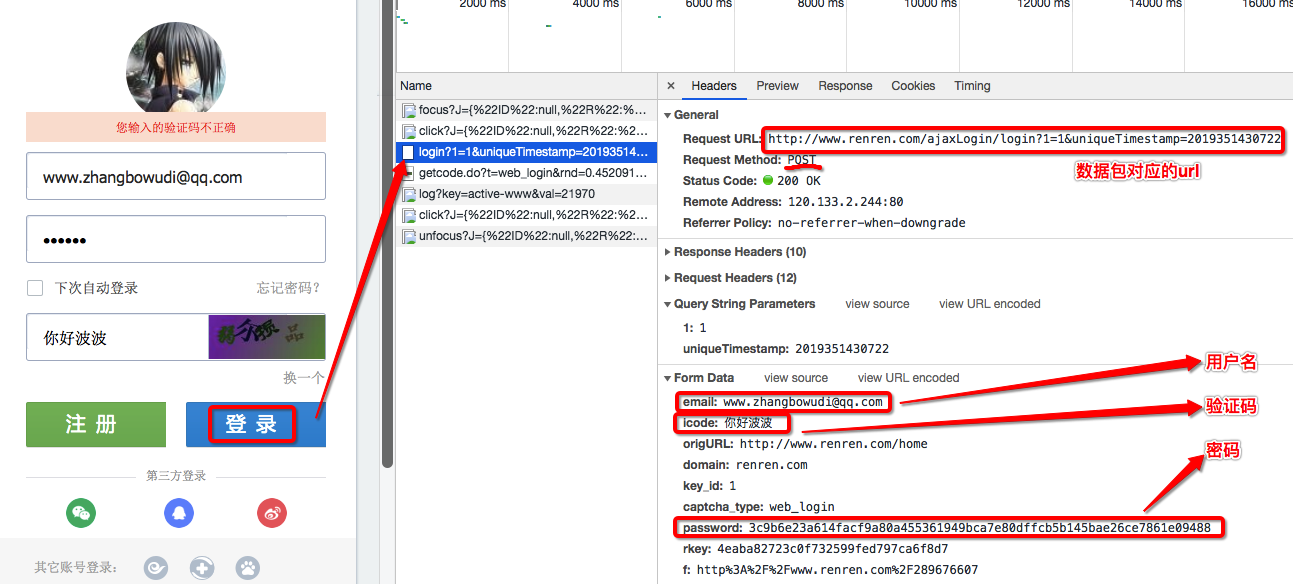 您输入的验证码不正确
www.zhangbowudi@qq.com
••••••
下次自动登录
忘记密码？
你好波波
换一个
注 册
登 录
第三方登录
其它账号登录：
2000 ms
4000 ms
6000 ms
8000 ms
10000 ms
12000 ms
14000 ms
16000 ms
Name
focus?J={%22ID%22:null,%22R%22:%…
click?J={%22ID%22:null,%22R%22:%2…
login?1=1&uniqueTimestamp=20193514…
getcode.do?t=web_login&rnd=0.452091…
log?key=active-www&val=21970
click?J={%22ID%22:null,%22R%22:%2…
unfocus?J={%22ID%22:null,%22R%22:…
× Headers Preview Response Cookies Timing
General
Request URL: http://www.renren.com/ajaxLogin/login?1=1&uniqueTimestamp=2019351430722
Request Method: POST
数据包对应的url
Status Code: 200 OK
Remote Address: 120.133.2.244:80
Referrer Policy: no-referrer-when-downgrade
Response Headers (10)
Request Headers (12)
Query String Parameters view source view URL encoded
1: 1
uniqueTimestamp: 2019351430722
用户名
Form Data view source view URL encoded
email: www.zhangbowudi@qq.com
验证码
icode: 你好波波
origURL: http://www.renren.com/home
密码
domain: renren.com
key_id: 1
captcha_type: web_login
password: 3c9b6e23a614facf9a80a455361949bca7e80dffcb5b145bae26ce7861e09488
rkey: 4eaba82723c0f732599fed797ca6f8d7
f: http%3A%2F%2Fwww.renren.com%2F289676607